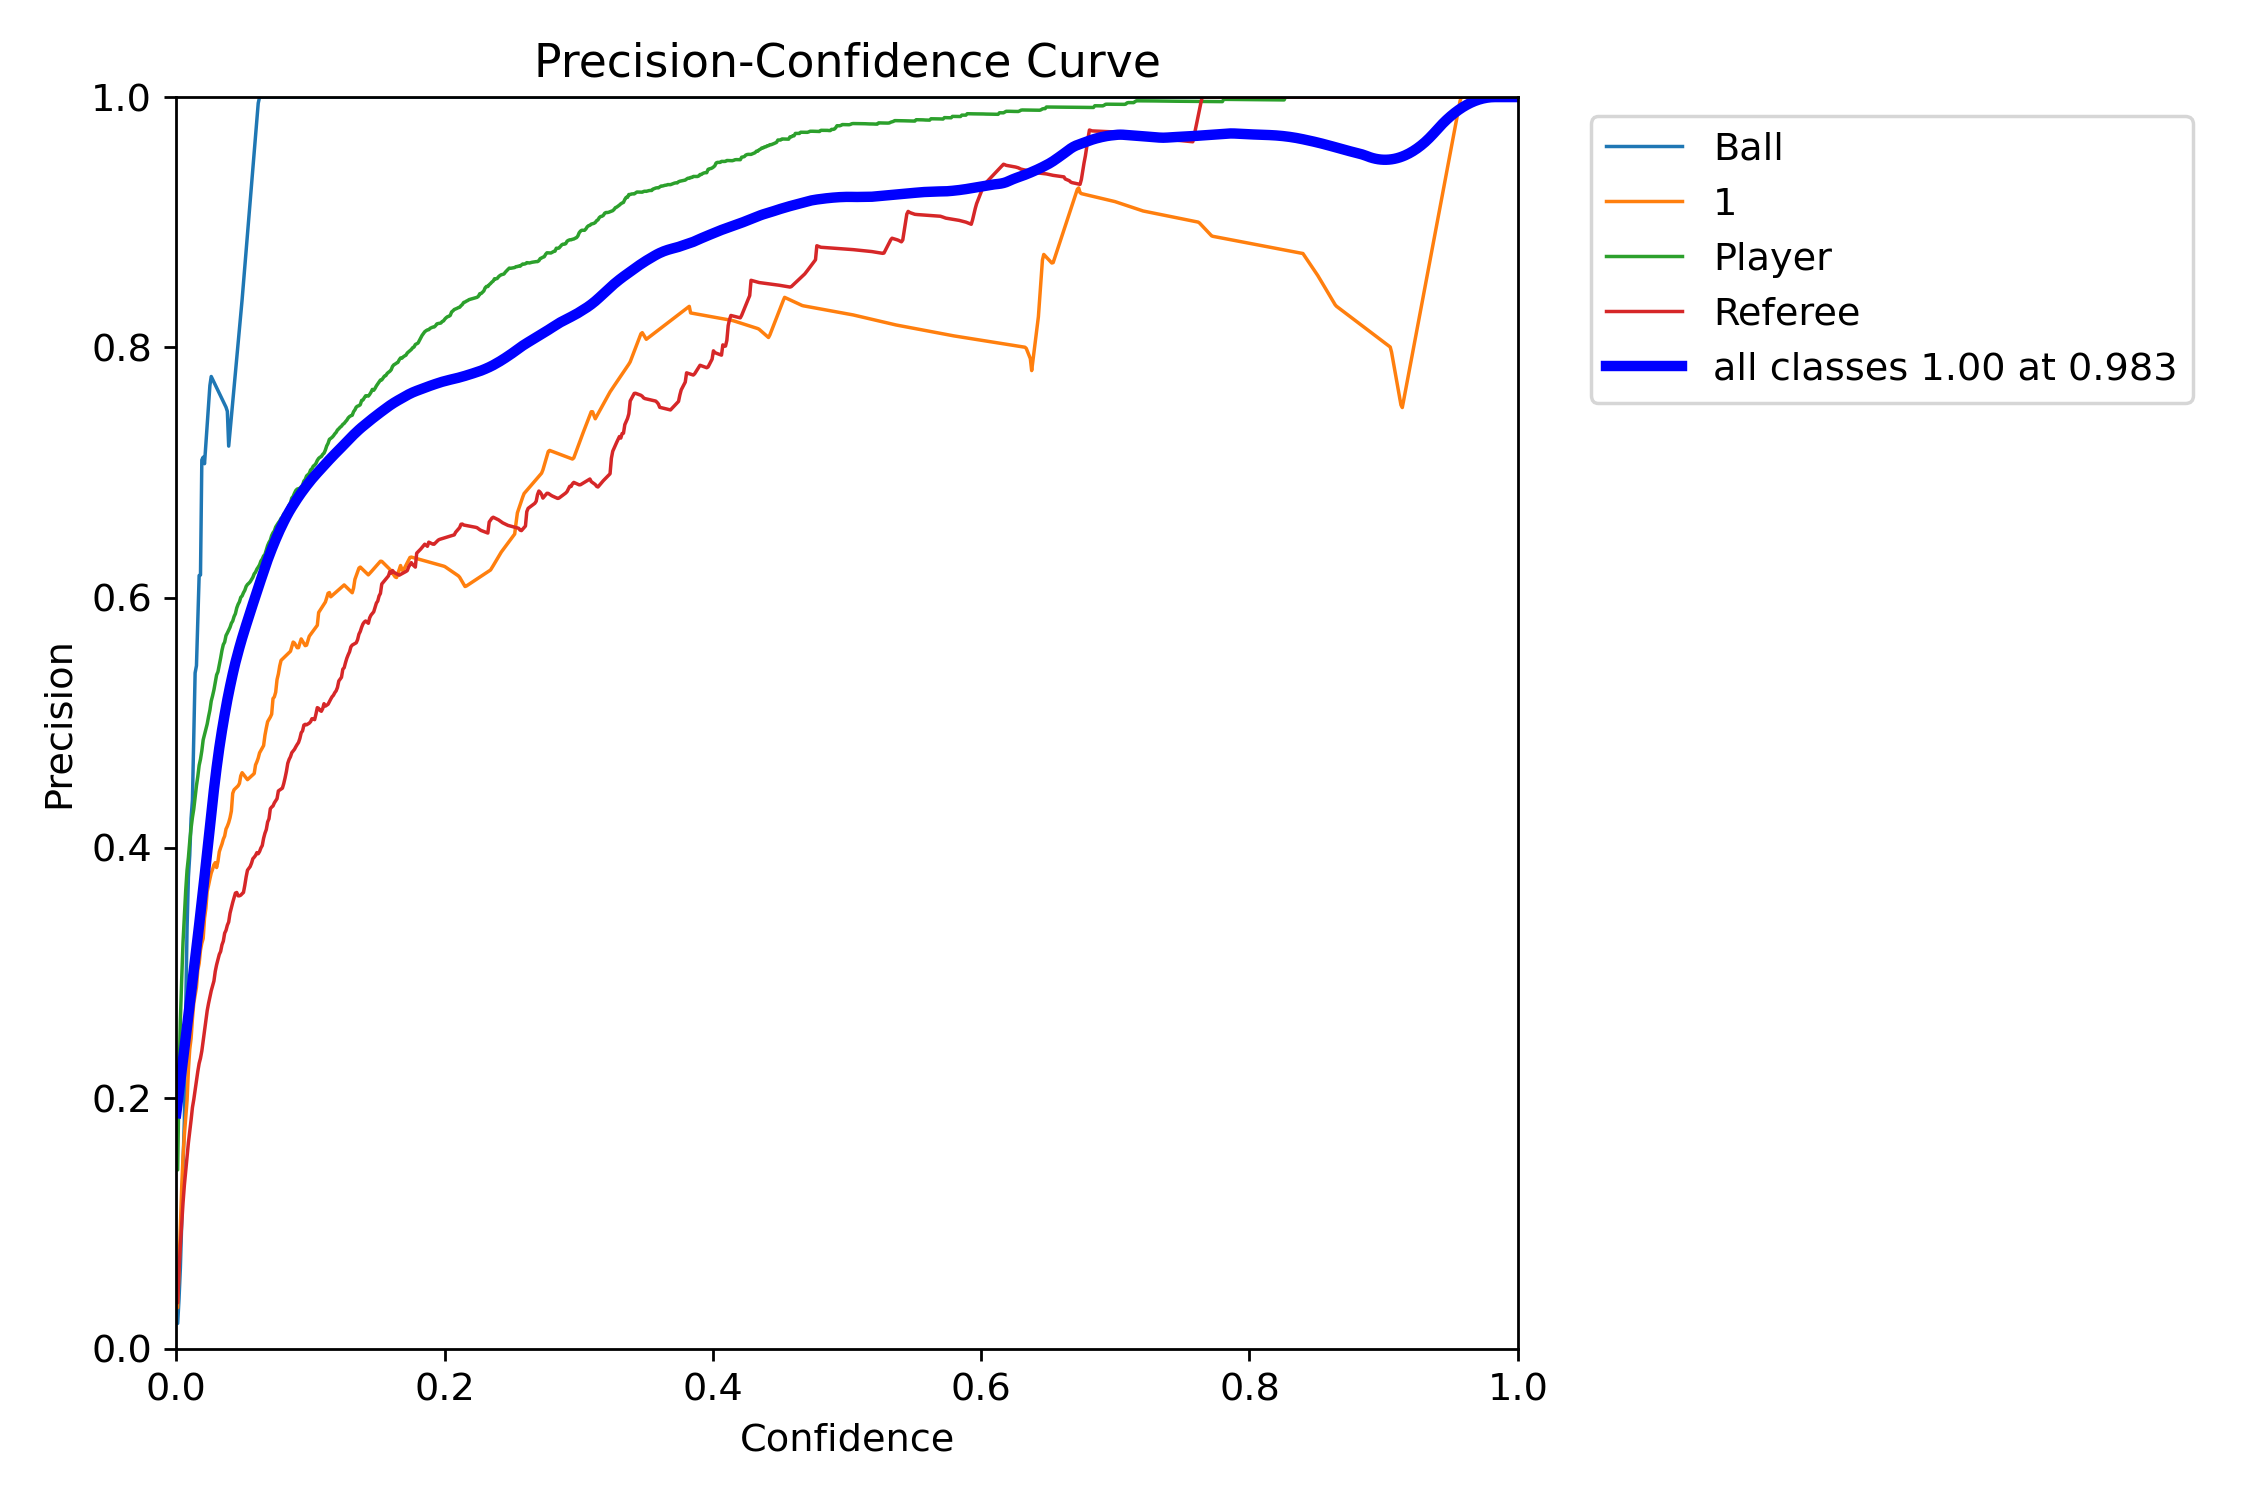 Precision-Confidence Curve
1.0
0.8
0.6
0.4
0.2
0.0
Precision
0.0 0.2 0.4 0.6 0.8 1.0
Confidence
Ball
1
Player
Referee
all classes 1.00 at 0.983